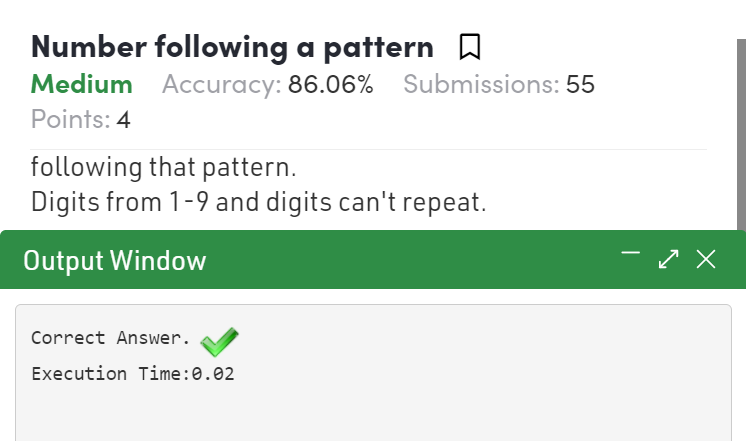 Number following a pattern
Medium Accuracy: 86.06% Submissions: 55
Points: 4
following that pattern.
Digits from 1-9 and digits can't repeat.
Output Window
Correct Answer.
Execution Time:0.02